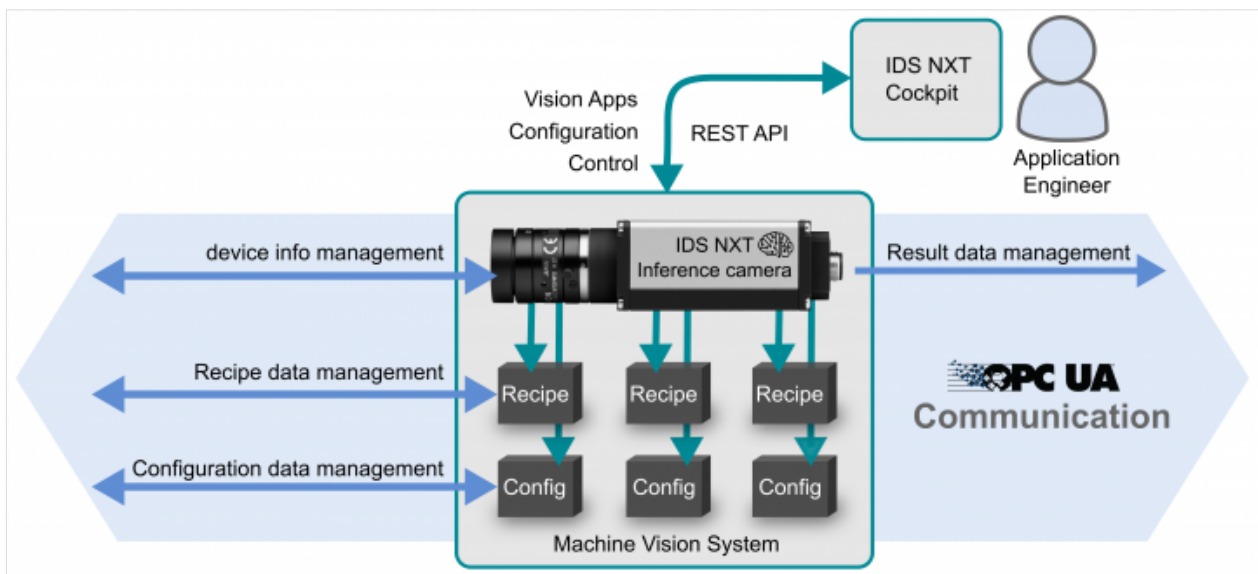 IDS NXT
Cockpit
Vision Apps
Configuration
Control
REST API
Application
Engineer
device info management
IDS NXT
Inference camera
Result data management
Recipe data management
Recipe
Recipe
Recipe
OPC UA
Communication
Configuration data management
Config
Config
Config
Machine Vision System